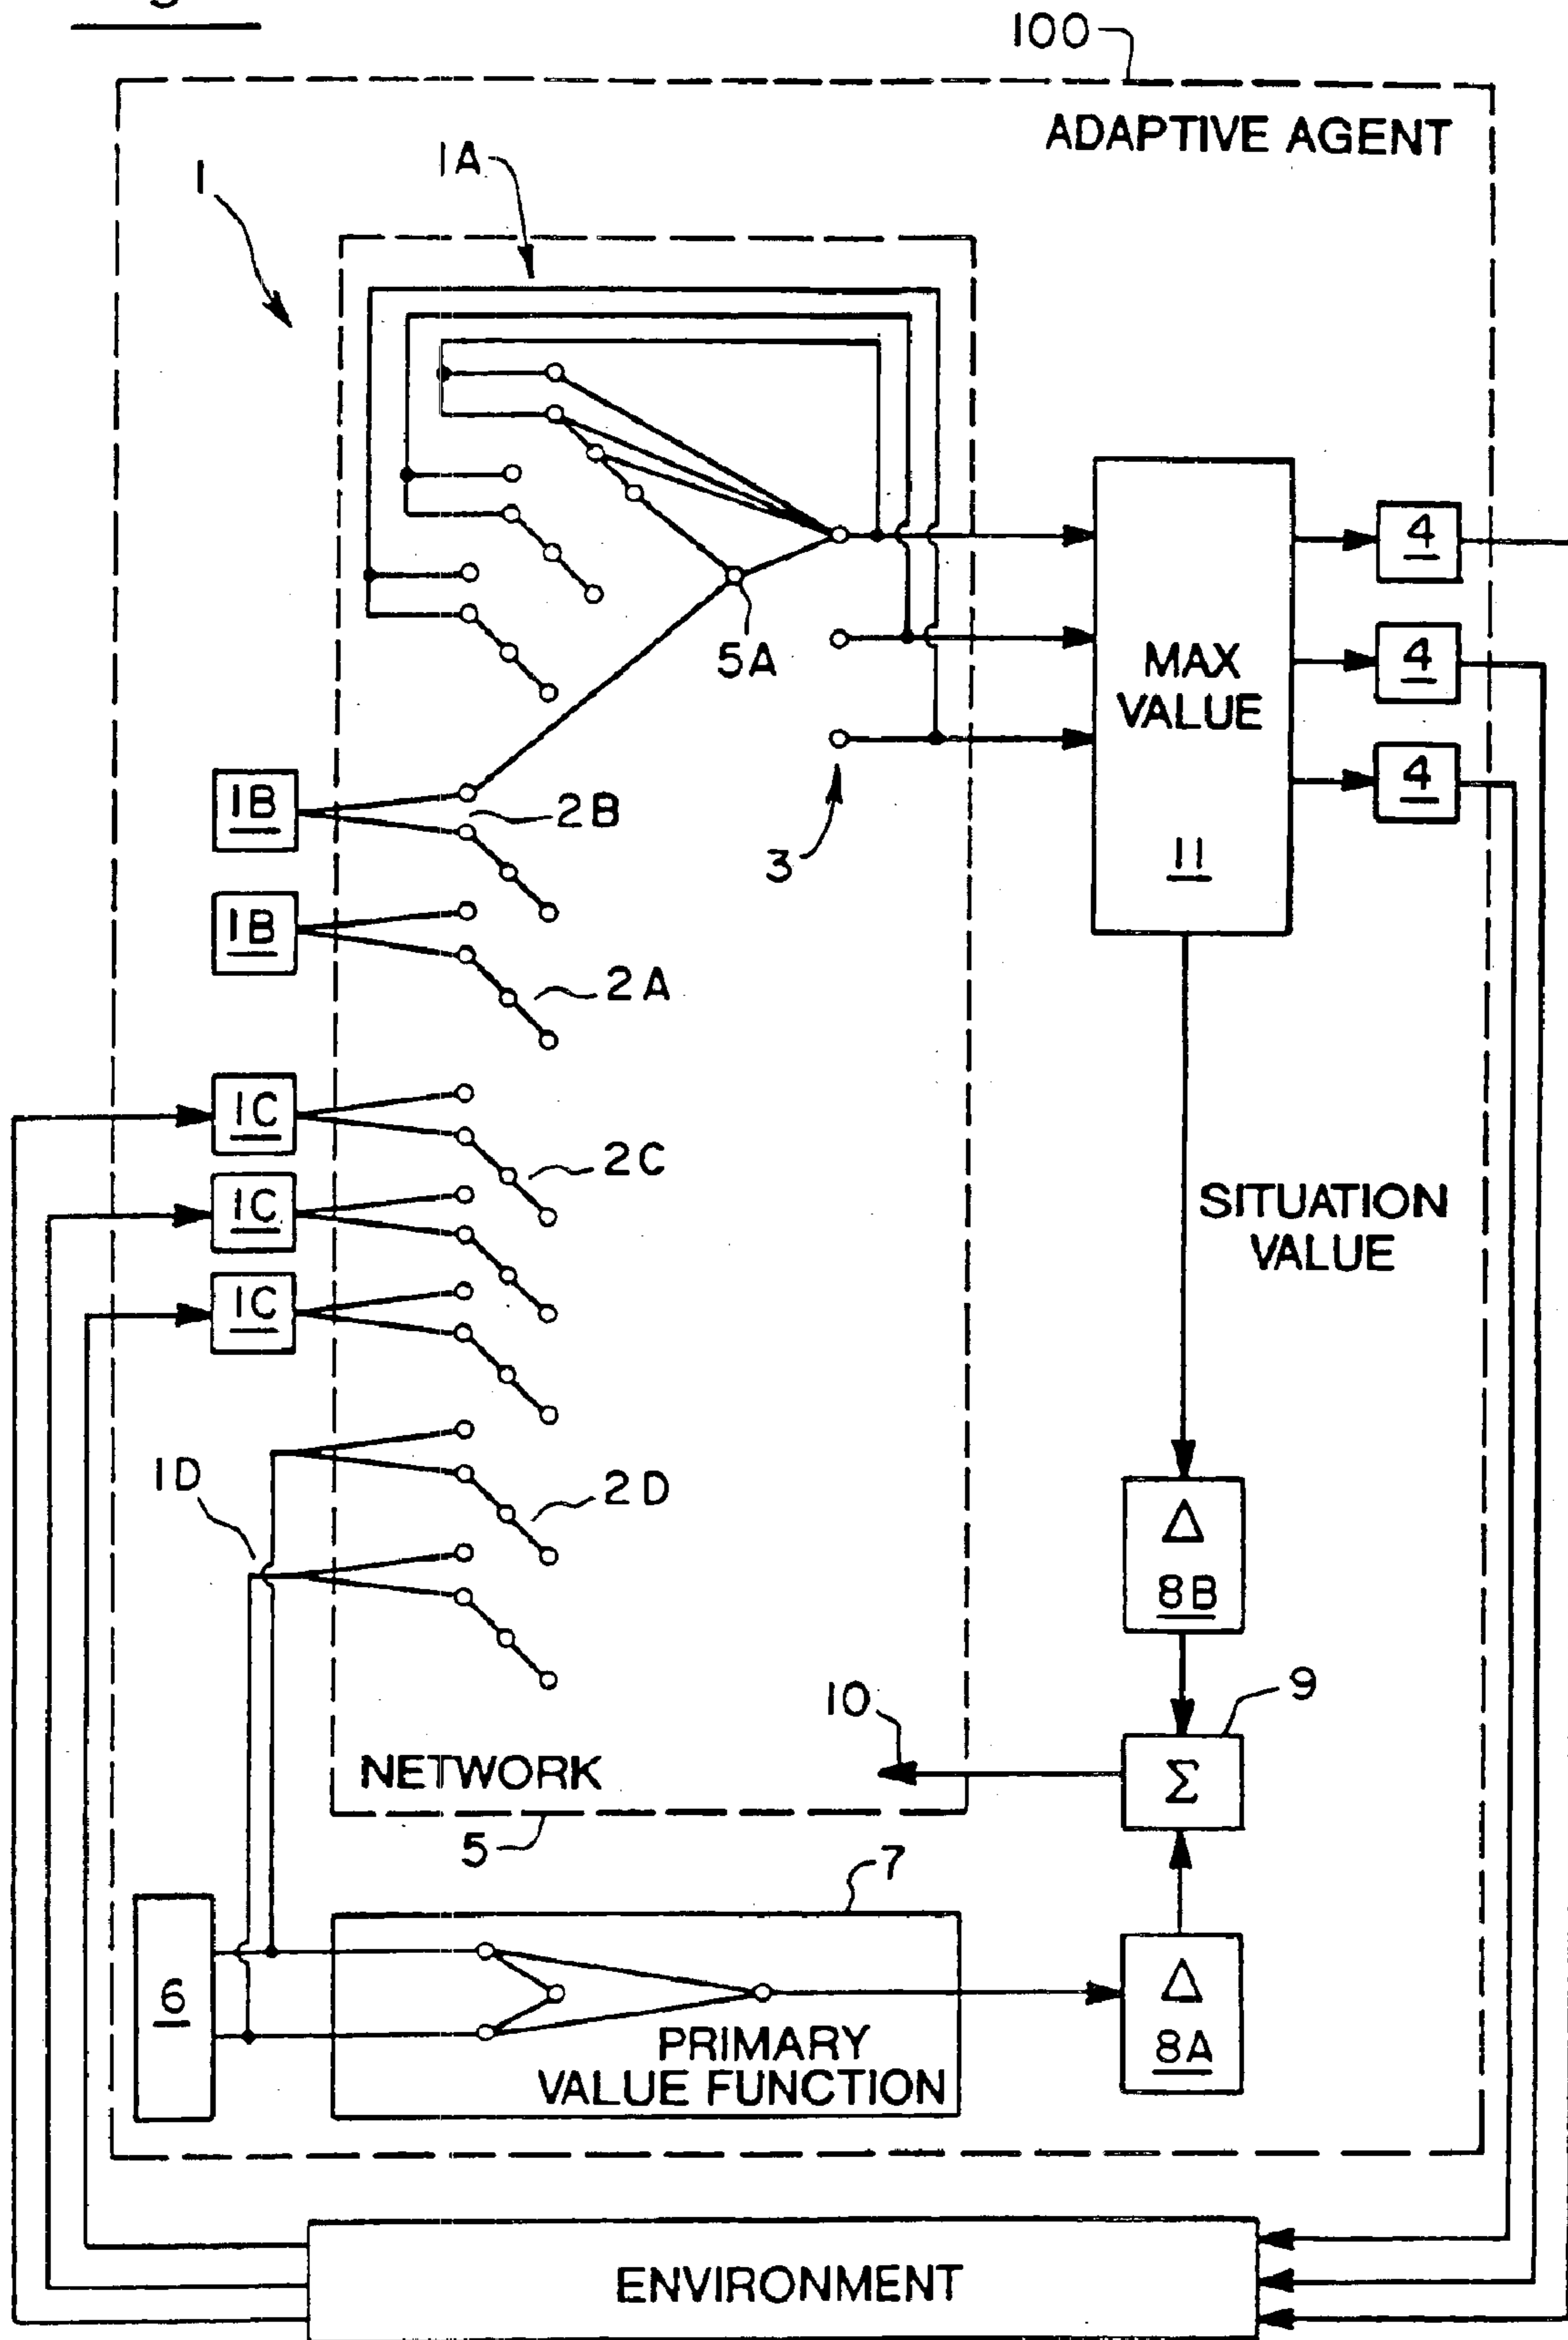 100
ADAPTIVE AGENT
1A
1
5A
MAX
VALUE
11
4
4
4
3
1B
2B
1B
2A
1C
2C
1C
1C
SITUATION
VALUE
1D
2D
Δ
8B
10
9
Σ
NETWORK
5
7
6
PRIMARY
VALUE FUNCTION
Δ
8A
ENVIRONMENT